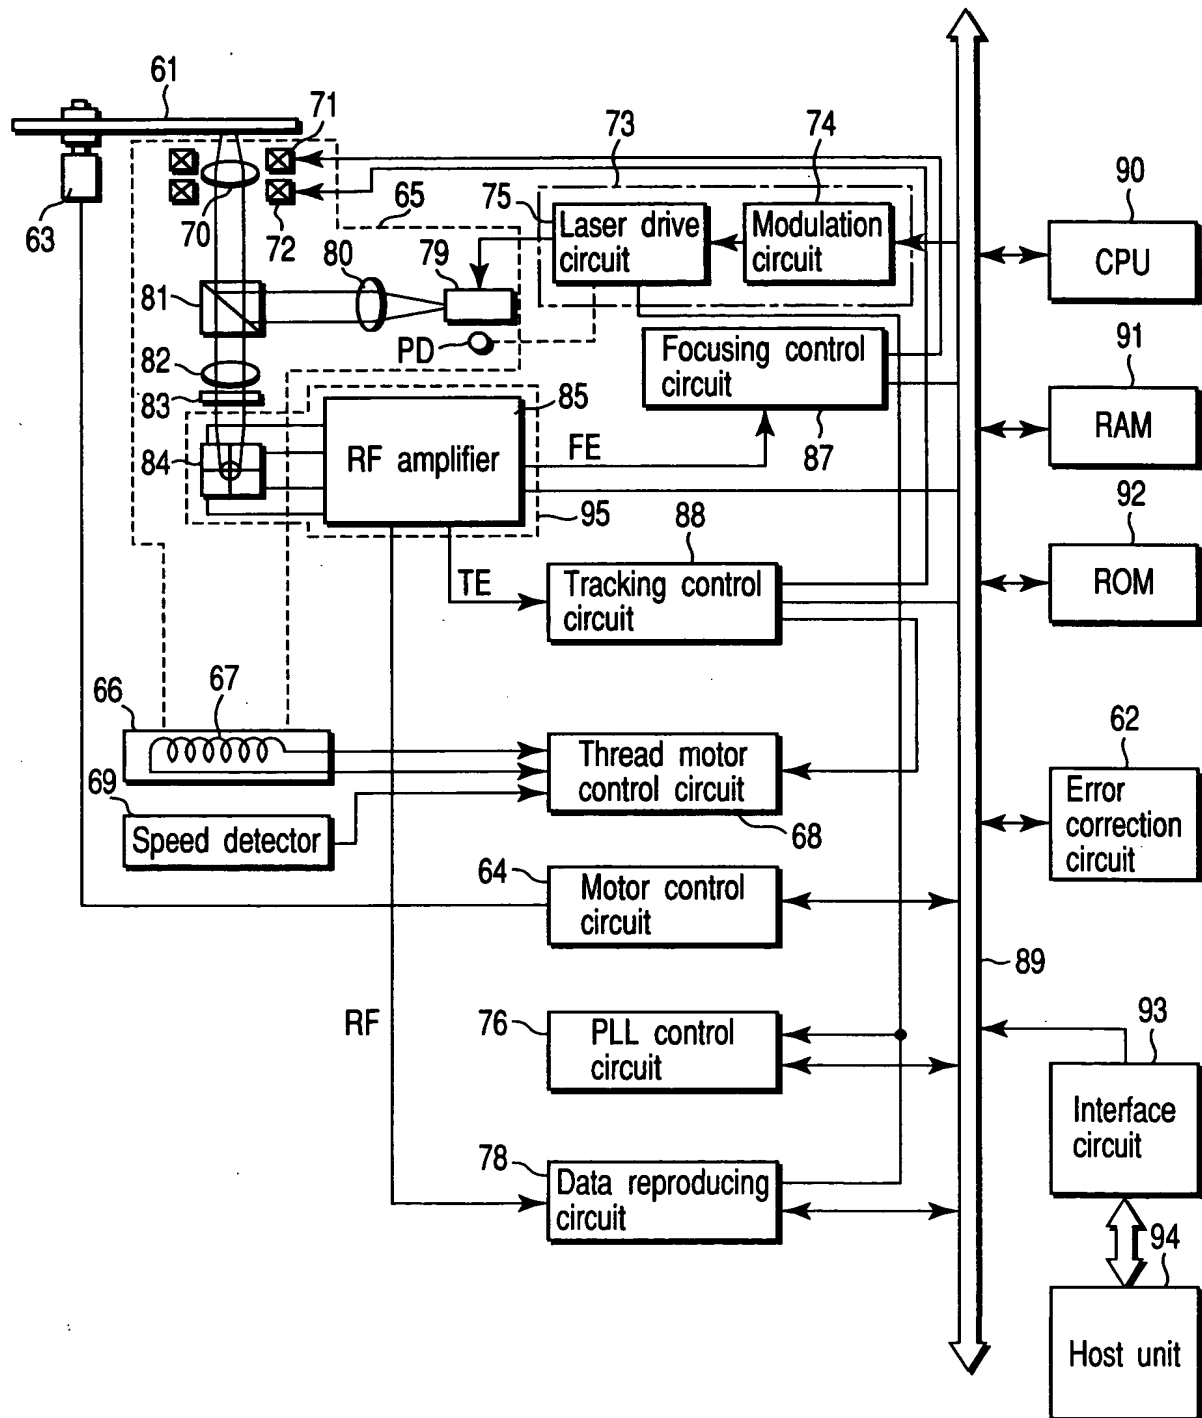 61
71
73
74
90
63
70
72
65
75
Laser drive
circuit
Modulation
circuit
CPU
80
79
81
PD
Focusing control
circuit
91
82
83
85
RAM
84
RF amplifier
FE
87
95
88
92
TE
Tracking control
circuit
ROM
66
67
62
Thread motor
control circuit
69
68
Error
correction
circuit
Speed detector
64
Motor control
circuit
89
RF
76
PLL control
circuit
93
Interface
circuit
78
Data reproducing
circuit
94
Host unit